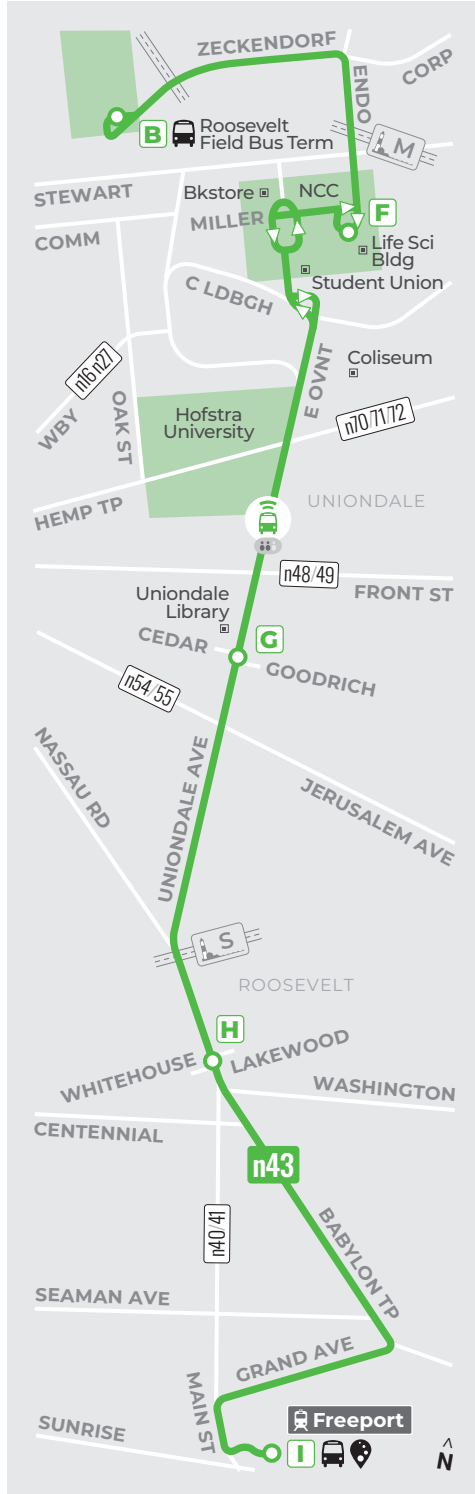 ZECKENDORF
ENDO
CORP
B
Roosevelt
Field Bus Term
M
STEWART
Bkstore
NCC
MILLER
F
COMM
Life Sci
Bldg
Student Union
C LDBGH
E OVNT
Coliseum
n16 n27
WBY
OAK ST
Hofstra
University
n70/71/72
HEMP TP
UNIONDALE
n48/49
FRONT ST
Uniondale
Library
CEDAR
G
GOODRICH
n54/55
NASSAU RD
UNIONDALE AVE
JERUSALEM AVE
S
ROOSEVELT
H
WHITEHOUSE
LAKEWOOD
WASHINGTON
CENTENNIAL
n43
n40/41
BABYLON TP
SEAMAN AVE
GRAND AVE
MAIN ST
Freeport
SUNRISE
I
N